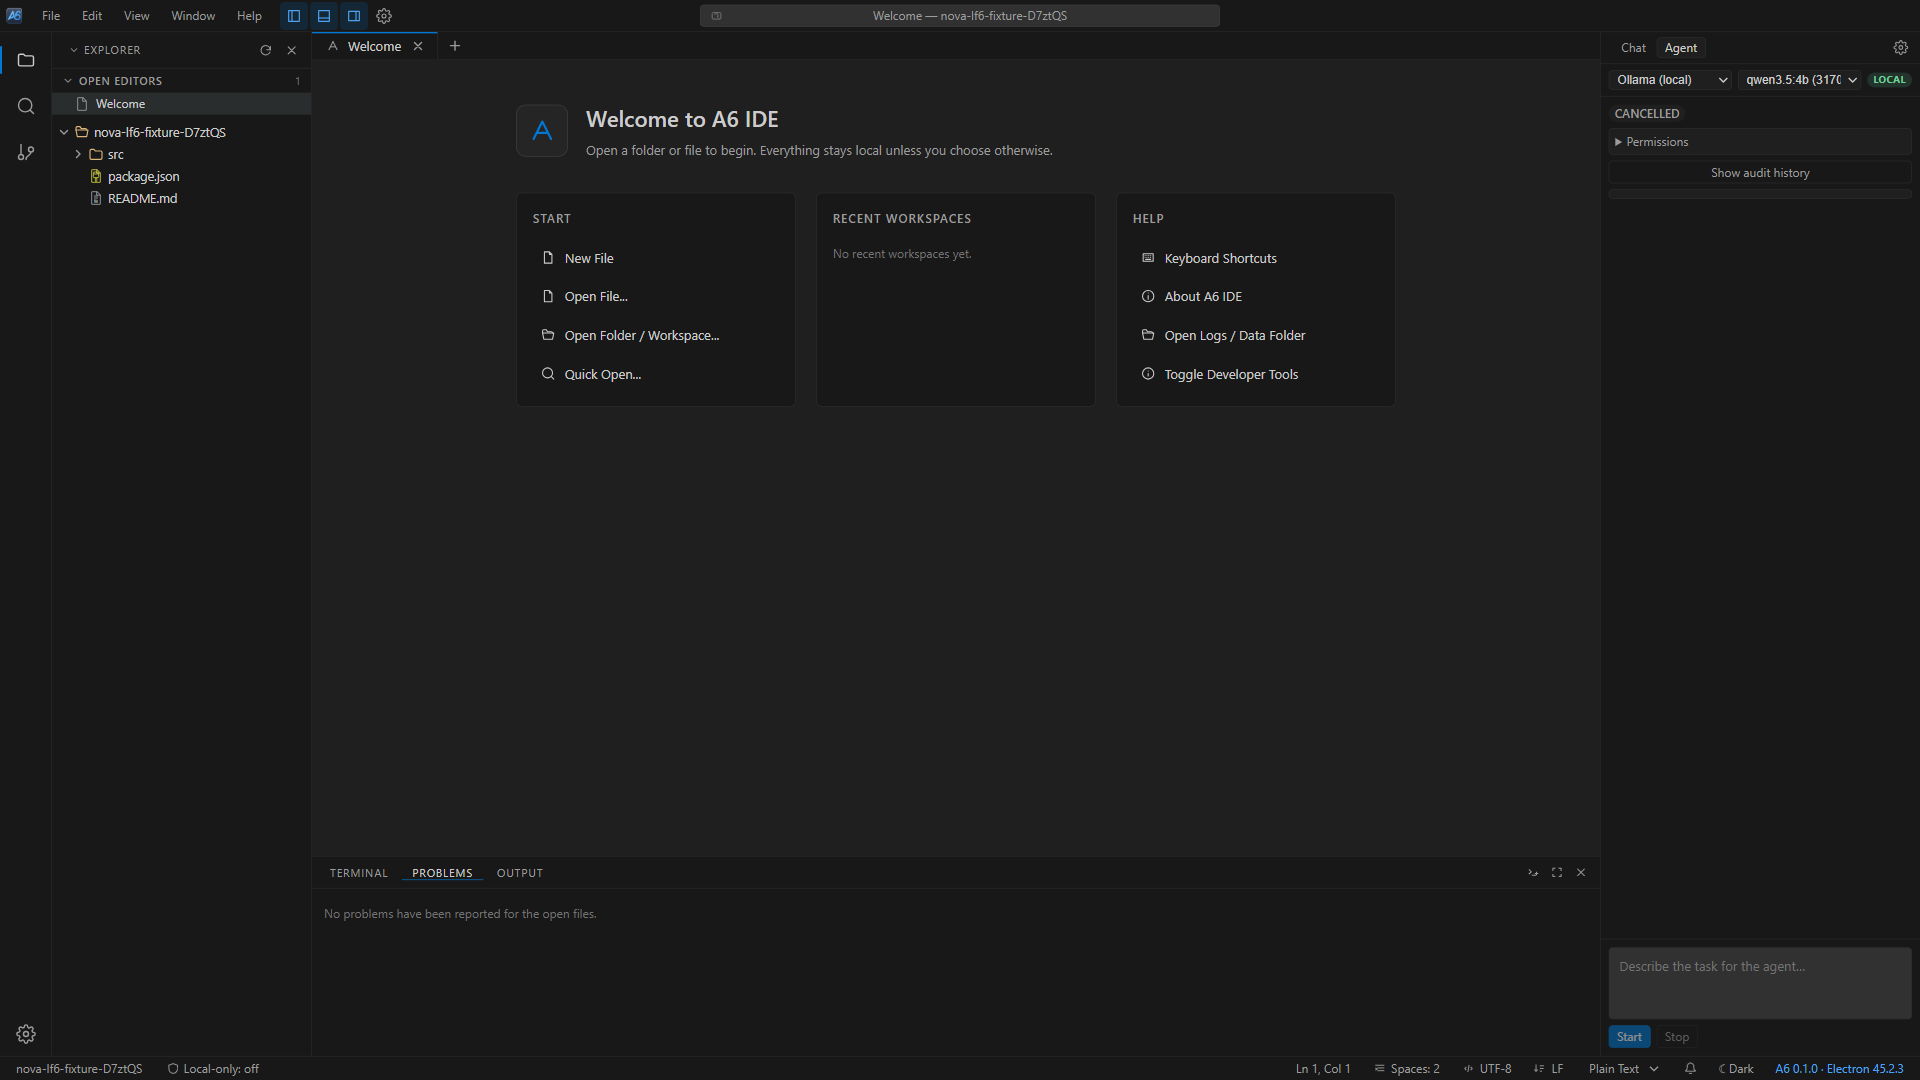 A6 File Edit View Window Help
Welcome — nova-lf6-fixture-D7ztQS
EXPLORER
OPEN EDITORS 1
Welcome
nova-lf6-fixture-D7ztQS
src
package.json
README.md
Welcome
Welcome to A6 IDE
Open a folder or file to begin. Everything stays local unless you choose otherwise.
START
New File
Open File...
Open Folder / Workspace...
Quick Open...
RECENT WORKSPACES
No recent workspaces yet.
HELP
Keyboard Shortcuts
About A6 IDE
Open Logs / Data Folder
Toggle Developer Tools
TERMINAL PROBLEMS OUTPUT
No problems have been reported for the open files.
Chat Agent
Ollama (local) qwen3.5:4b (317( LOCAL
CANCELLED
Permissions
Show audit history
Describe the task for the agent...
Start Stop
nova-lf6-fixture-D7ztQS Local-only: off
Ln 1, Col 1 Spaces: 2 UTF-8 LF Plain Text Dark A6 0.1.0 · Electron 45.2.3